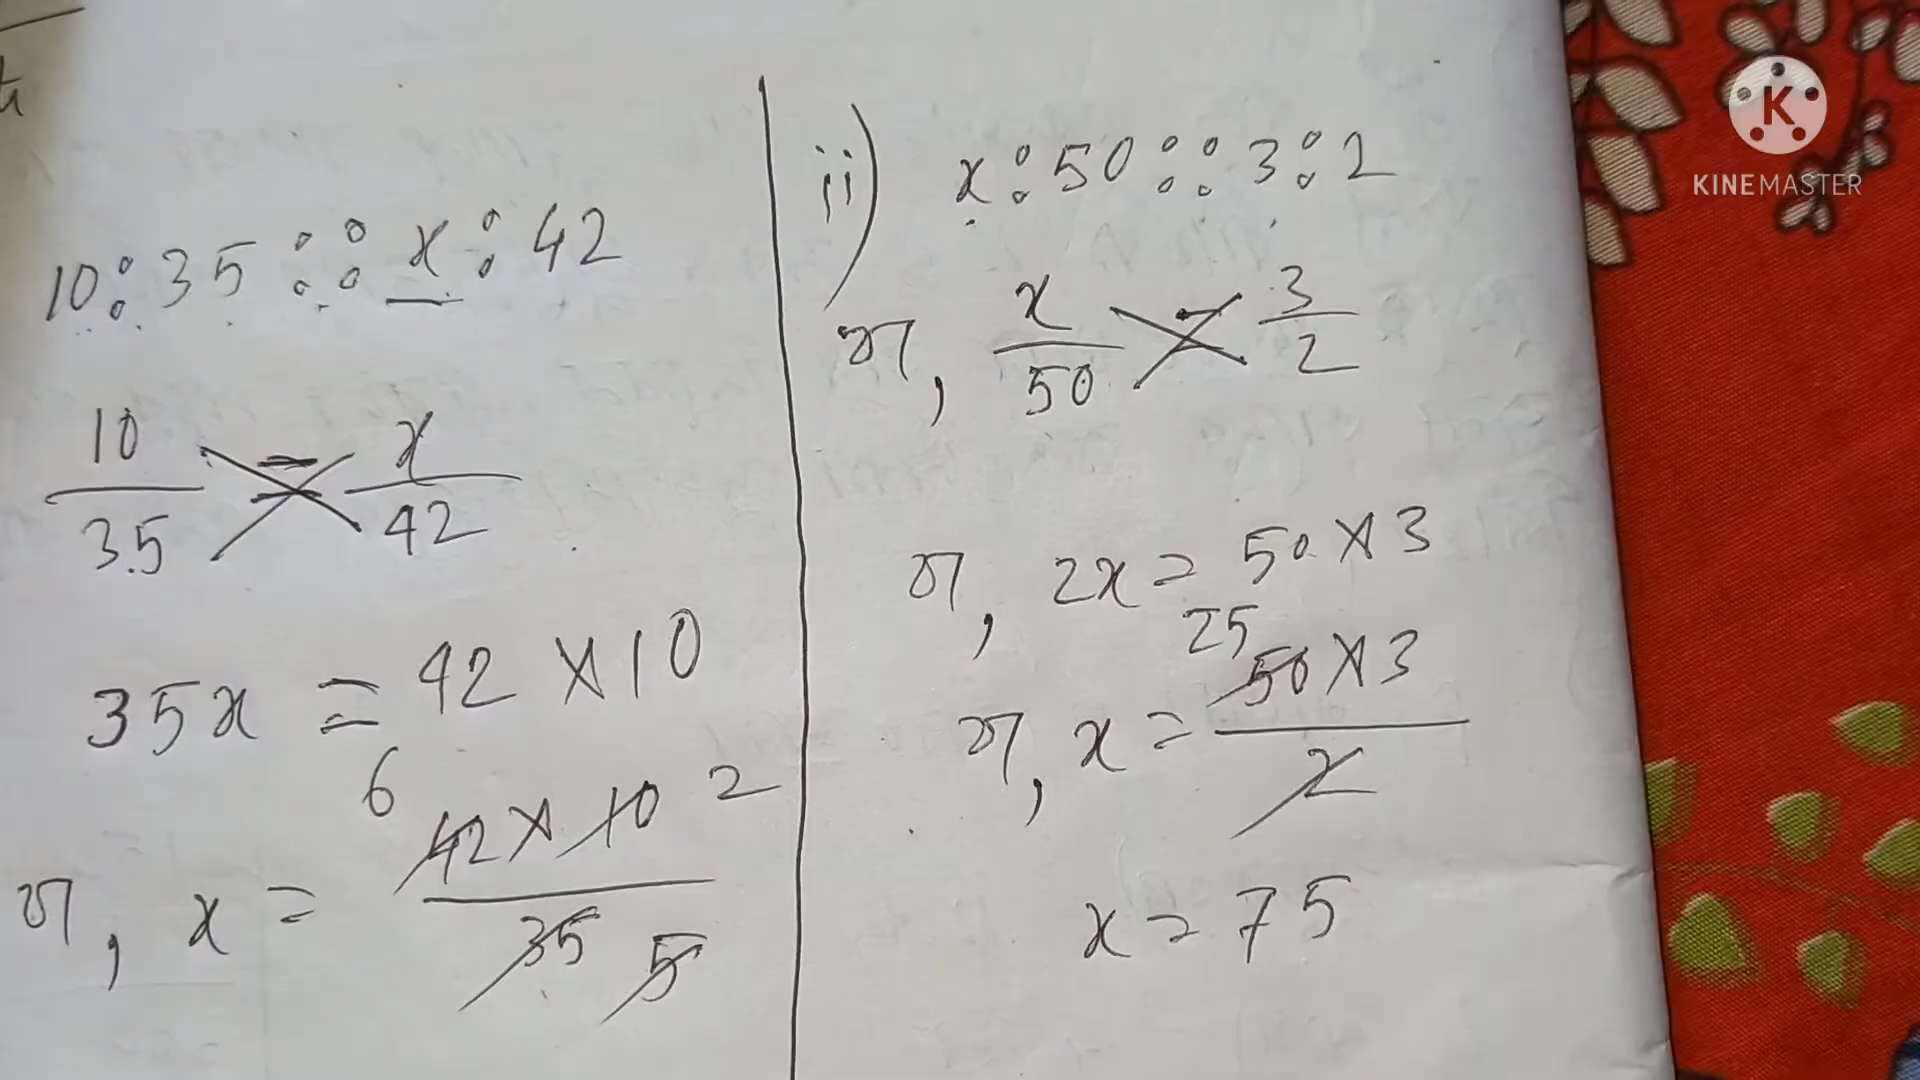 10 : 35 :: x : 42
10/35 = x/42
35x = 42 × 10
6 2
वा, x = 42 × 10 / 35 5
ii) x : 50 :: 3 : 2
वा, x/50 = 3/2
वा, 2x = 50 × 3
25
वा, x = 50 × 3 / 2
x = 75
K
KINEMASTER